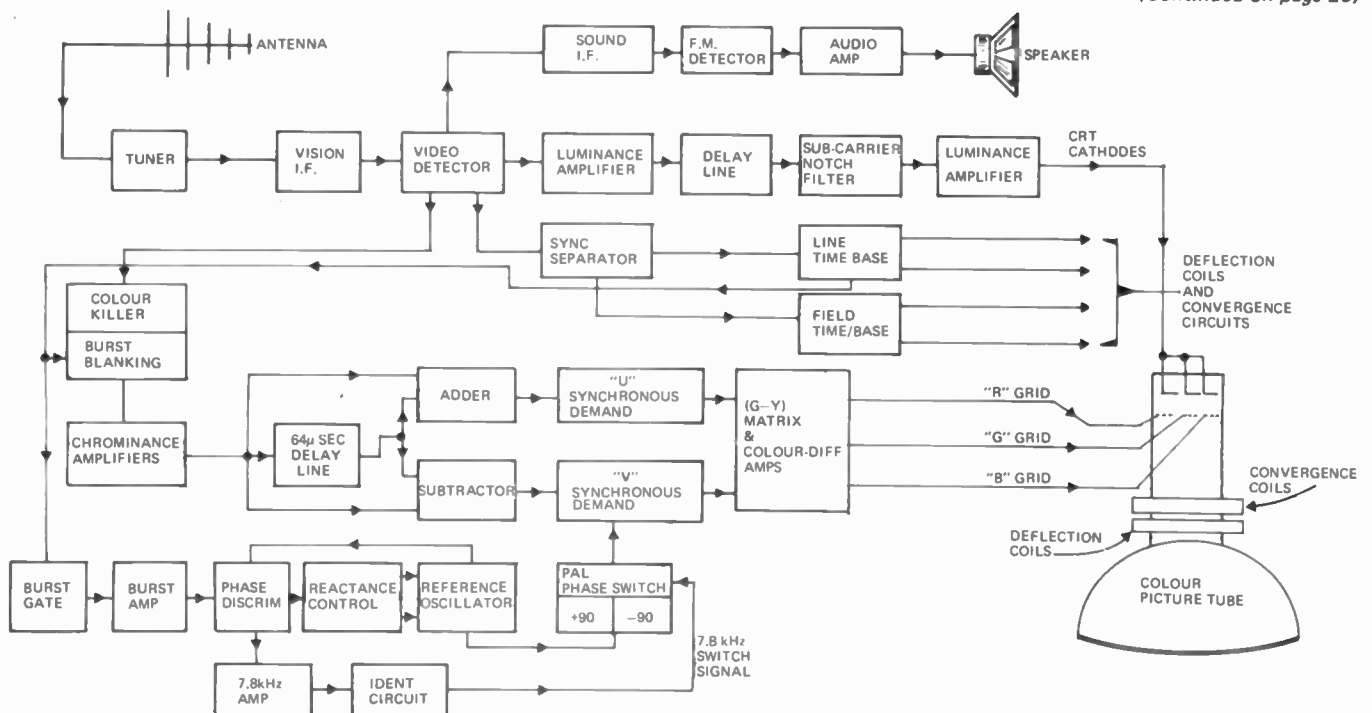 (Continued on page 25)
ANTENNA
SOUND
I.F.
F.M.
DETECTOR
AUDIO
AMP
SPEAKER
TUNER
VISION
I.F.
VIDEO
DETECTOR
LUMINANCE
AMPLIFIER
DELAY
LINE
SUB-CARRIER
NOTCH
FILTER
LUMINANCE
AMPLIFIER
CRT
CATHODES
SYNC
SEPARATOR
LINE
TIME BASE
FIELD
TIME/BASE
DEFLECTION
COILS
AND
CONVERGENCE
CIRCUITS
COLOUR
KILLER
BURST
BLANKING
CHROMINANCE
AMPLIFIERS
64μ SEC
DELAY
LINE
ADDER
SUBTRACTOR
"U"
SYNCHRONOUS
DEMAND
"V"
SYNCHRONOUS
DEMAND
(G-Y)
MATRIX
&
COLOUR-DIFF
AMPS
"R" GRID
"G" GRID
"B" GRID
CONVERGENCE
COILS
DEFLECTION
COILS
COLOUR
PICTURE TUBE
BURST
GATE
BURST
AMP
PHASE
DISCRIM
REACTANCE
CONTROL
REFERENCE
OSCILLATOR
PAL
PHASE SWITCH
+90
-90
7.8 kHz
SWITCH
SIGNAL
7.8kHz
AMP
IDENT
CIRCUIT